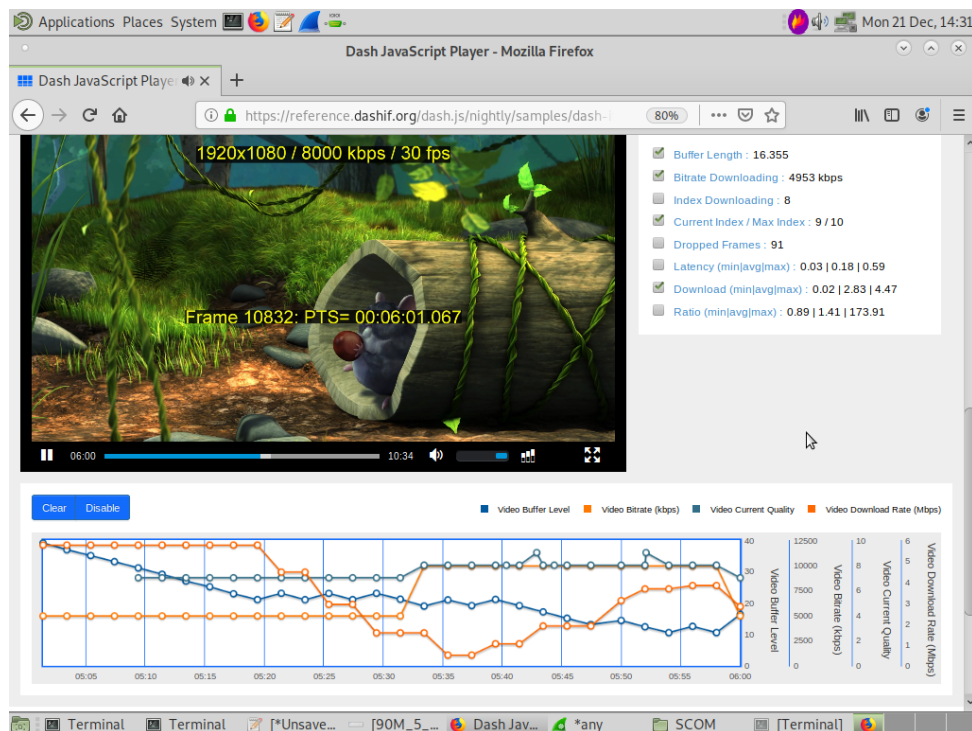 Applications Places System Mon 21 Dec, 14:31
Dash JavaScript Player - Mozilla Firefox
Dash JavaScript Playe
https://reference.dashif.org/dash.js/nightly/samples/dash- 80%
1920x1080 / 8000 kbps / 30 fps
Frame 10832: PTS= 00:06:01.067
06:00 10:34
Buffer Length : 16.355
Bitrate Downloading : 4953 kbps
Index Downloading : 8
Current Index / Max Index : 9 / 10
Dropped Frames : 91
Latency (min|avg|max) : 0.03 | 0.18 | 0.59
Download (min|avg|max) : 0.02 | 2.83 | 4.47
Ratio (min|avg|max) : 0.89 | 1.41 | 173.91
Clear Disable
Video Buffer Level Video Bitrate (kbps) Video Current Quality Video Download Rate (Mbps)
40 12500 10 6
5
30 10000 8
4
7500 6
20 3
5000 4
2
10 2500 2
1
0 0 0 0
Video Buffer Level
Video Bitrate (kbps)
Video Current Quality
Video Download Rate (Mbps)
05:05 05:10 05:15 05:20 05:25 05:30 05:35 05:40 05:45 05:50 05:55 06:00
Terminal Terminal [*Unsave... [90M_5_... Dash Jav... *any SCOM [Terminal]